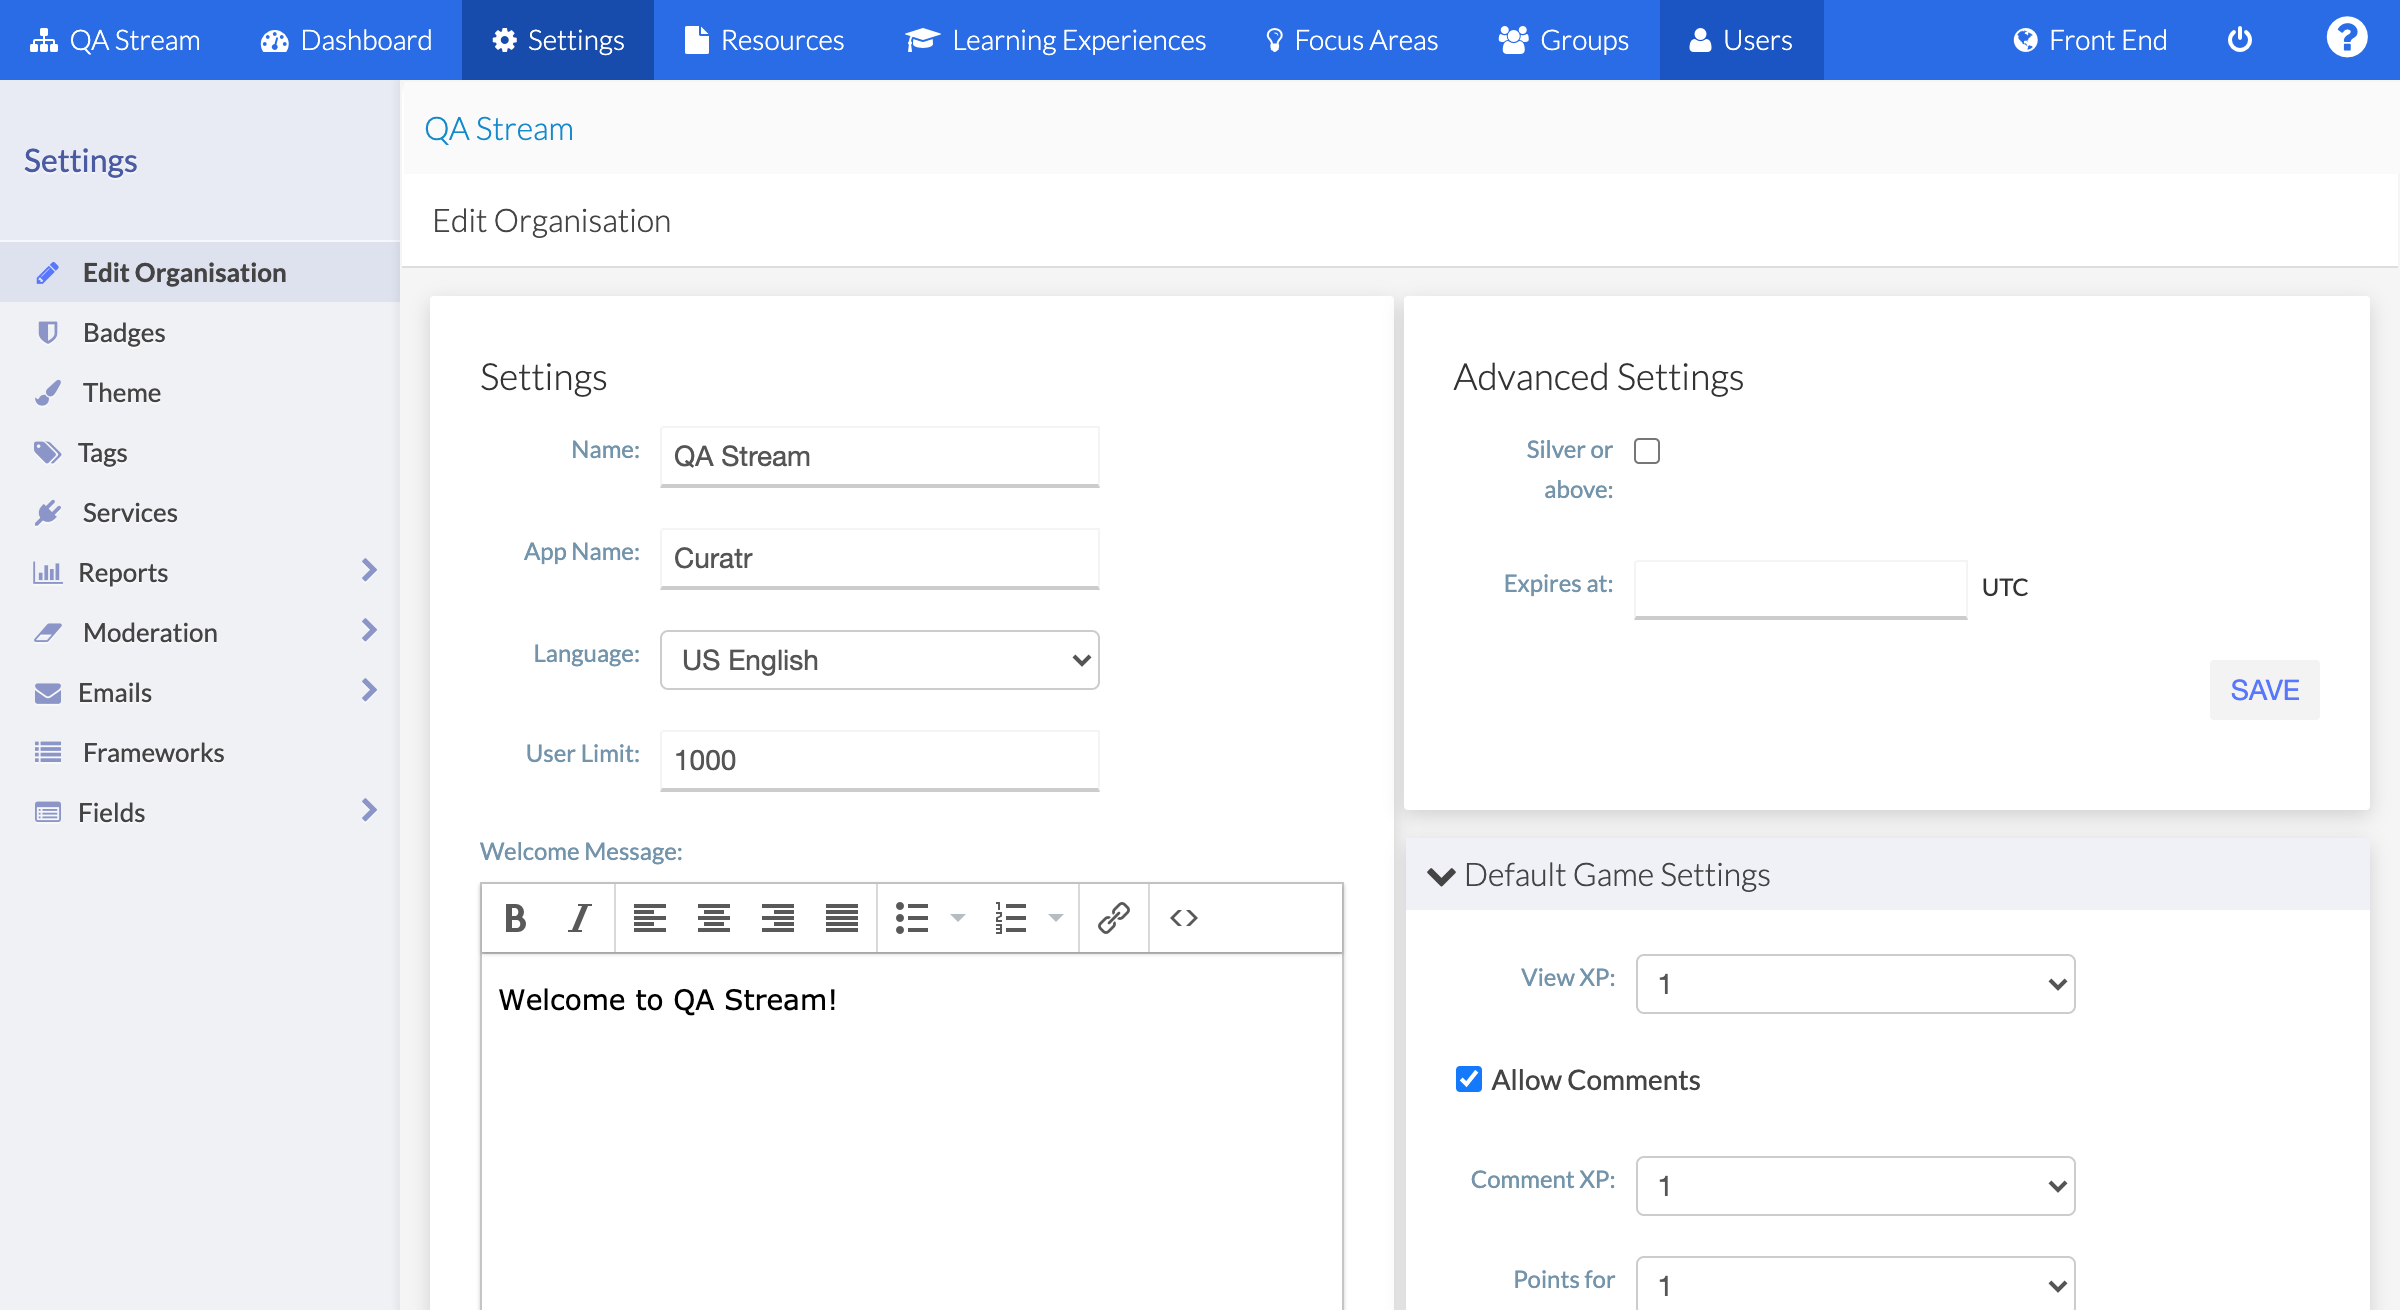 QA Stream
Dashboard
Settings
Resources
Learning Experiences
Focus Areas
Groups
Users
Front End
?
Settings
Edit Organisation
Badges
Theme
Tags
Services
Reports
Moderation
Emails
Frameworks
Fields
QA Stream
Edit Organisation
Settings
Name:
QA Stream
App Name:
Curatr
Language:
US English
User Limit:
1000
Welcome Message:
B I
Welcome to QA Stream!
Advanced Settings
Silver or
above:
Expires at:
UTC
SAVE
Default Game Settings
View XP:
1
Allow Comments
Comment XP:
1
Points for
1